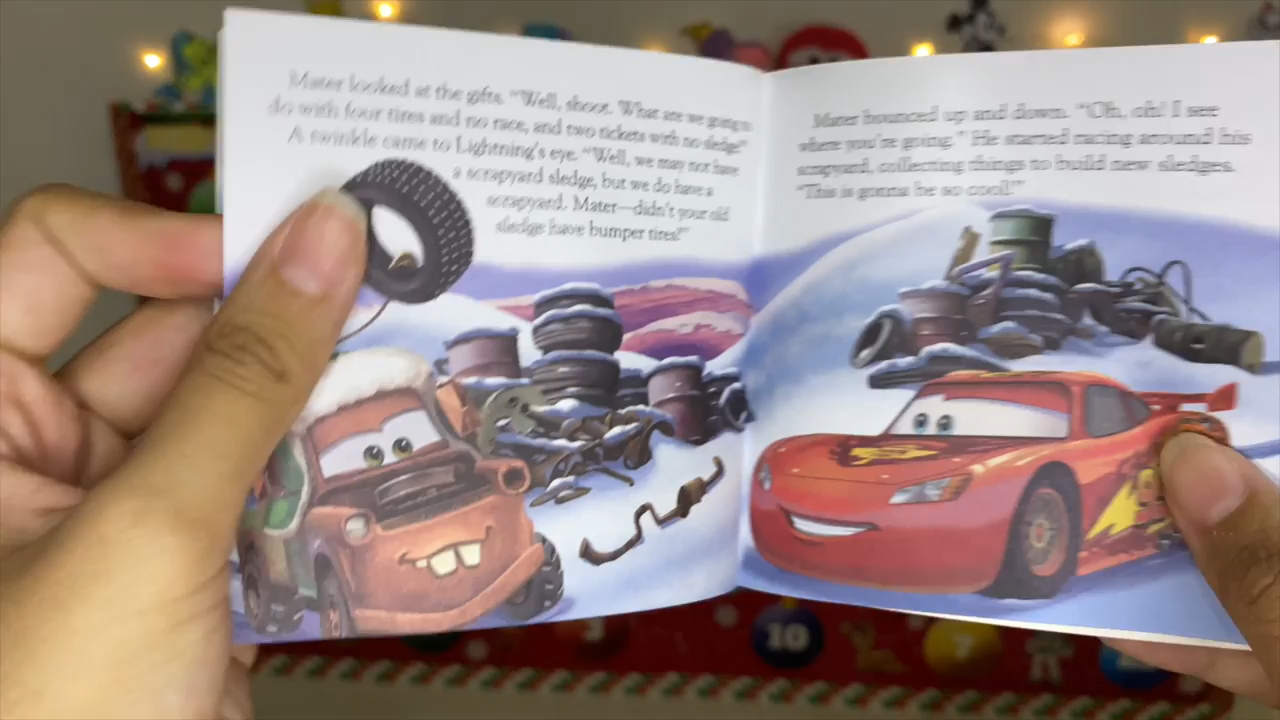 Mater looked at the gifts. "Well, shoot. What are we going to
do with four tires and no race, and two tickets with no sledge?"
A twinkle came to Lightning's eye. "Well, we may not have
a scrapyard sledge, but we do have a
scrapyard. Mater—didn't your old
sledge have bumper tires?"
Mater bounced up and down. "Oh, oh! I see
where you're going." He started racing around his
scrapyard, collecting things to build new sledges.
"This is gonna be so cool!"
10
7